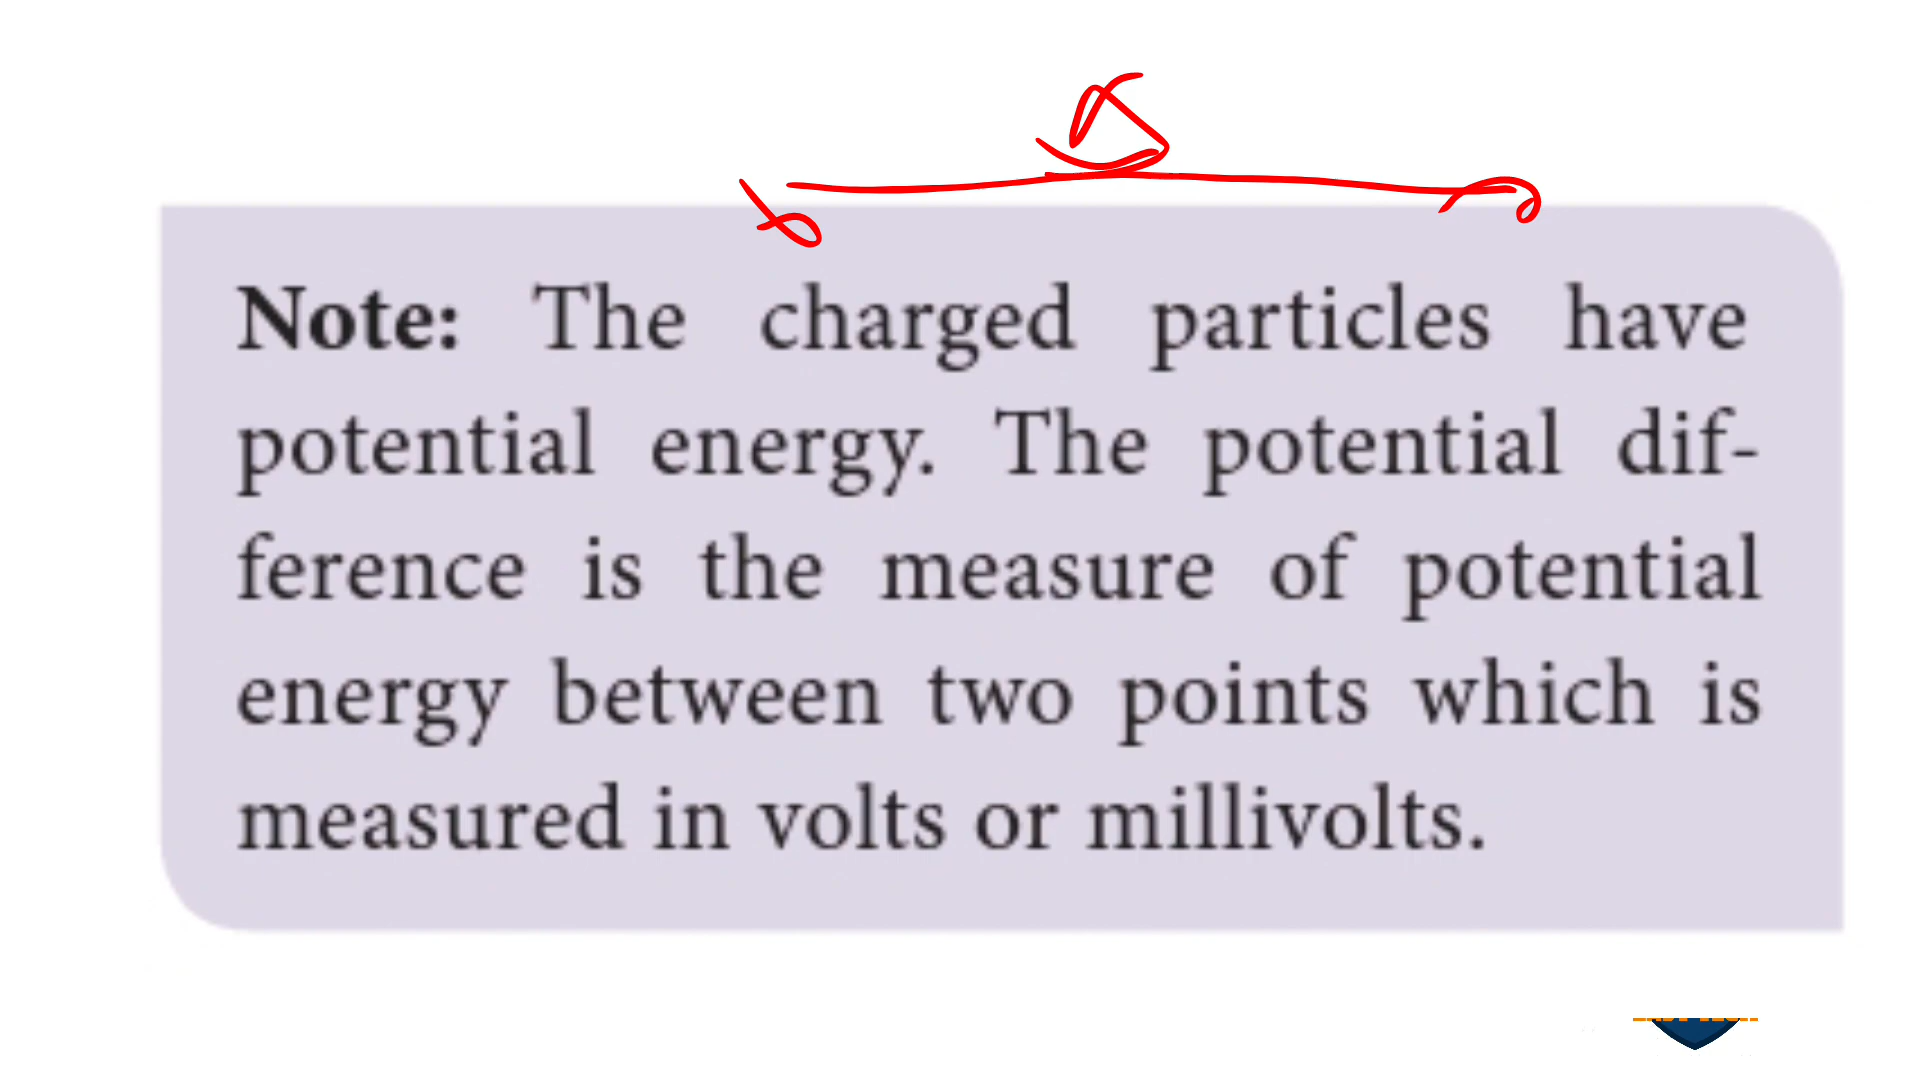 Note: The charged particles have
potential energy. The potential dif-
ference is the measure of potential
energy between two points which is
measured in volts or millivolts.